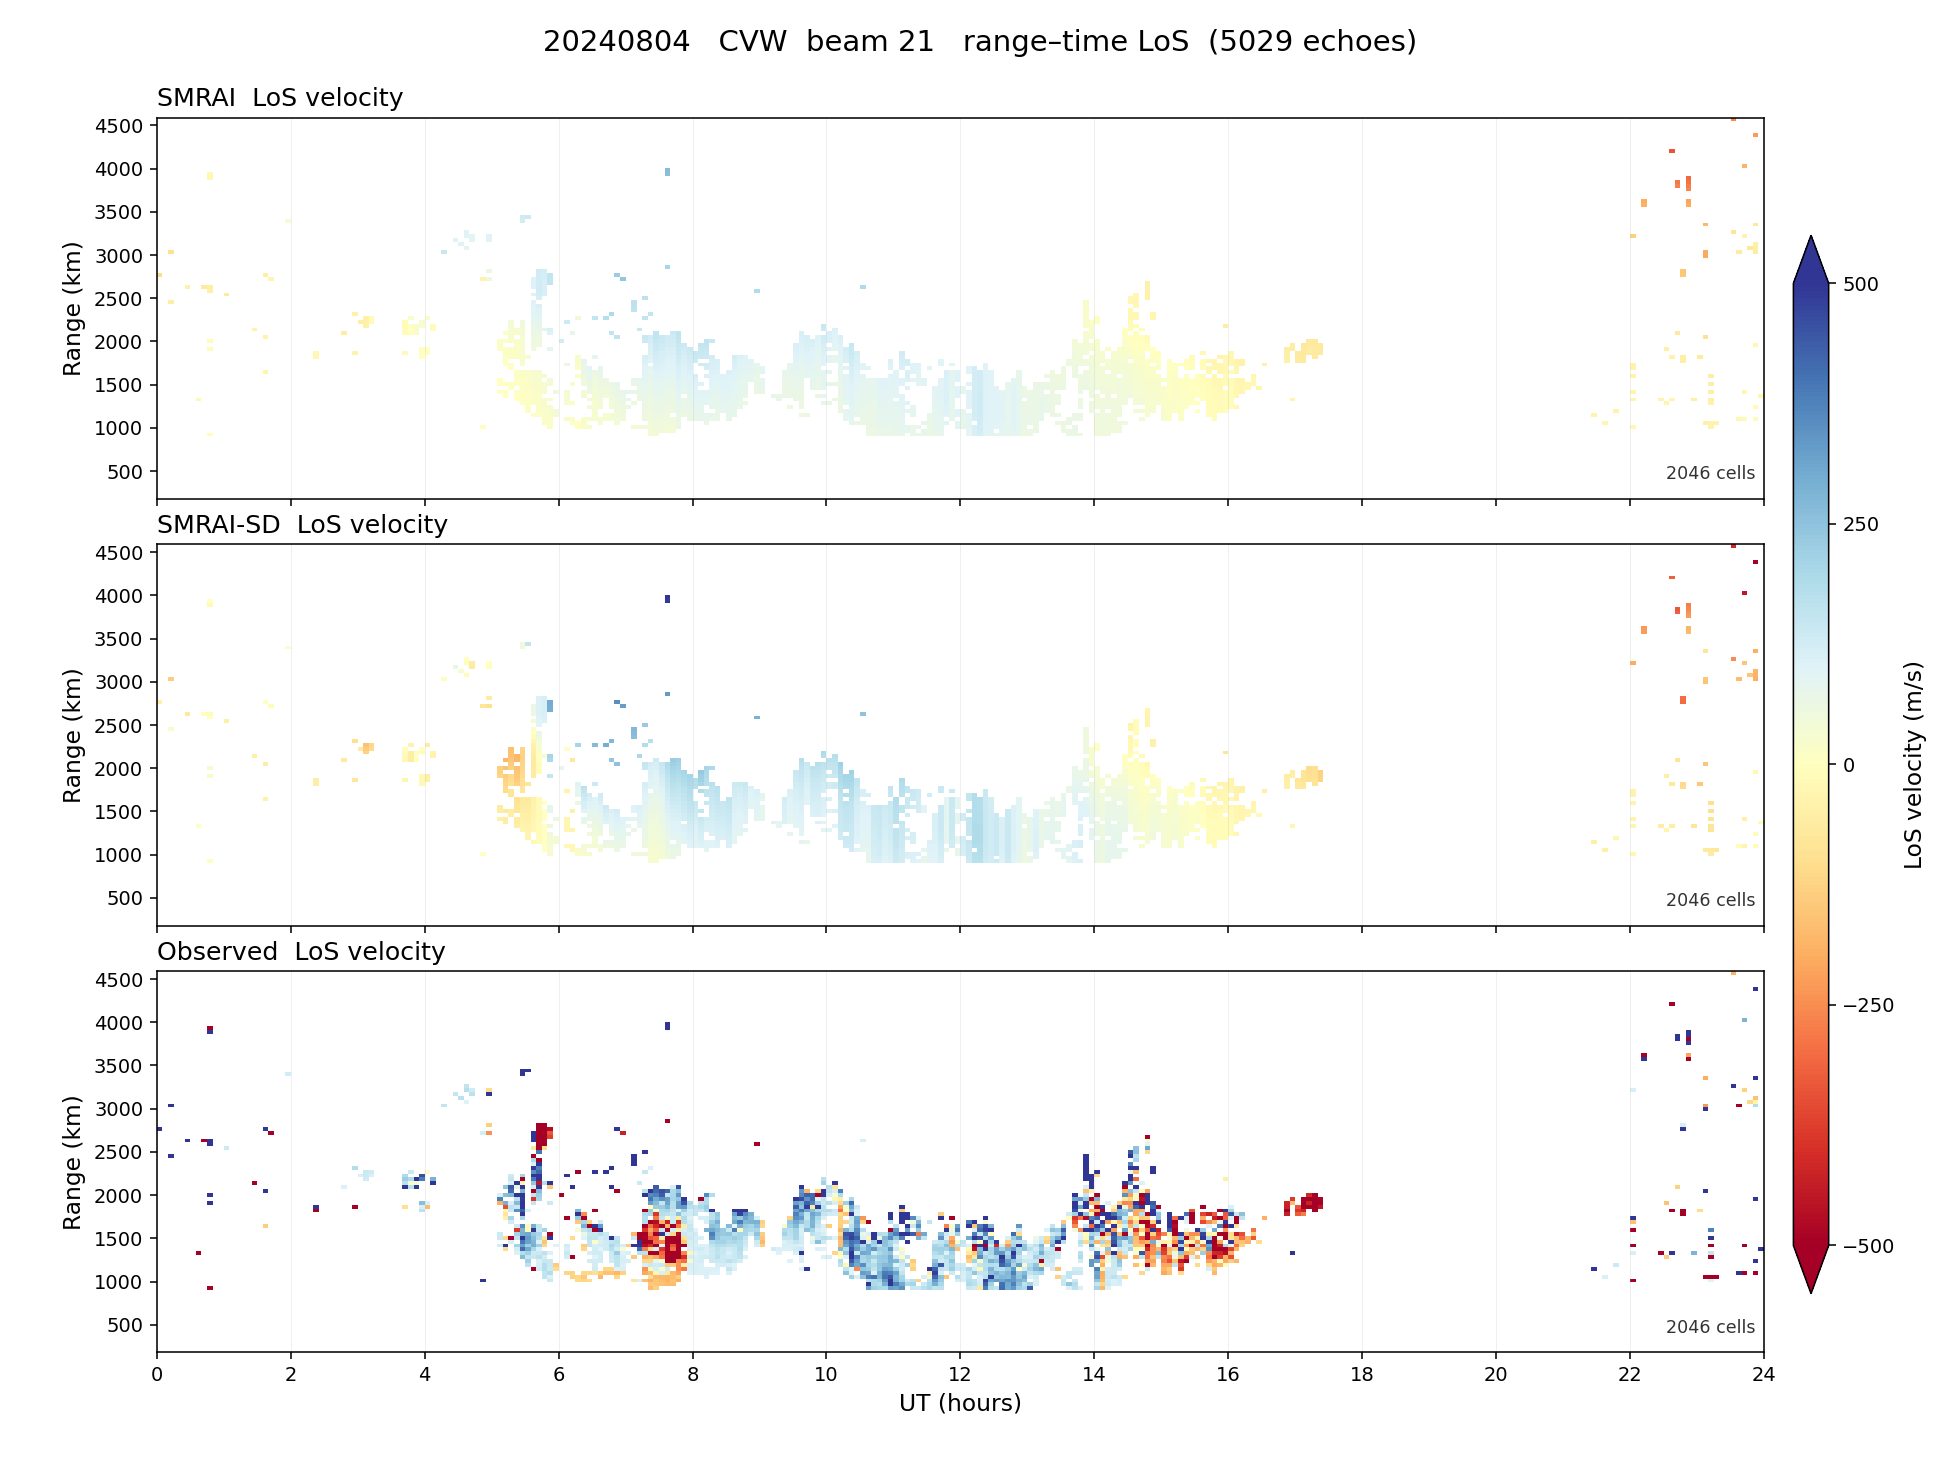 20240804   CVW  beam 21   range–time LoS  (5029 echoes)
SMRAI  LoS velocity
4500
4000
3500
3000
2500
2000
1500
1000
500
Range (km)
2046 cells
SMRAI-SD  LoS velocity
4500
4000
3500
3000
2500
2000
1500
1000
500
Range (km)
2046 cells
Observed  LoS velocity
4500
4000
3500
3000
2500
2000
1500
1000
500
Range (km)
2046 cells
0 2 4 6 8 10 12 14 16 18 20 22 24
UT (hours)
500
250
0
−250
−500
LoS velocity (m/s)